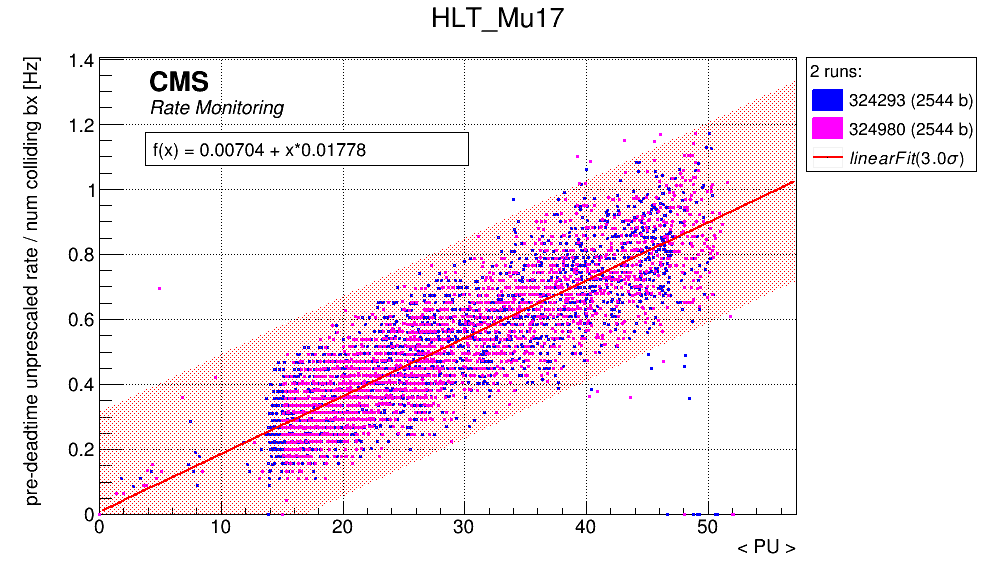 HLT_Mu17
pre-deadtime unprescaled rate / num colliding bx [Hz]
1.4
1.2
1
0.8
0.6
0.4
0.2
0
CMS
Rate Monitoring
f(x) = 0.00704 + x*0.01778
0 10 20 30 40 50
< PU >
2 runs:
324293 (2544 b)
324980 (2544 b)
linearFit(3.0σ)